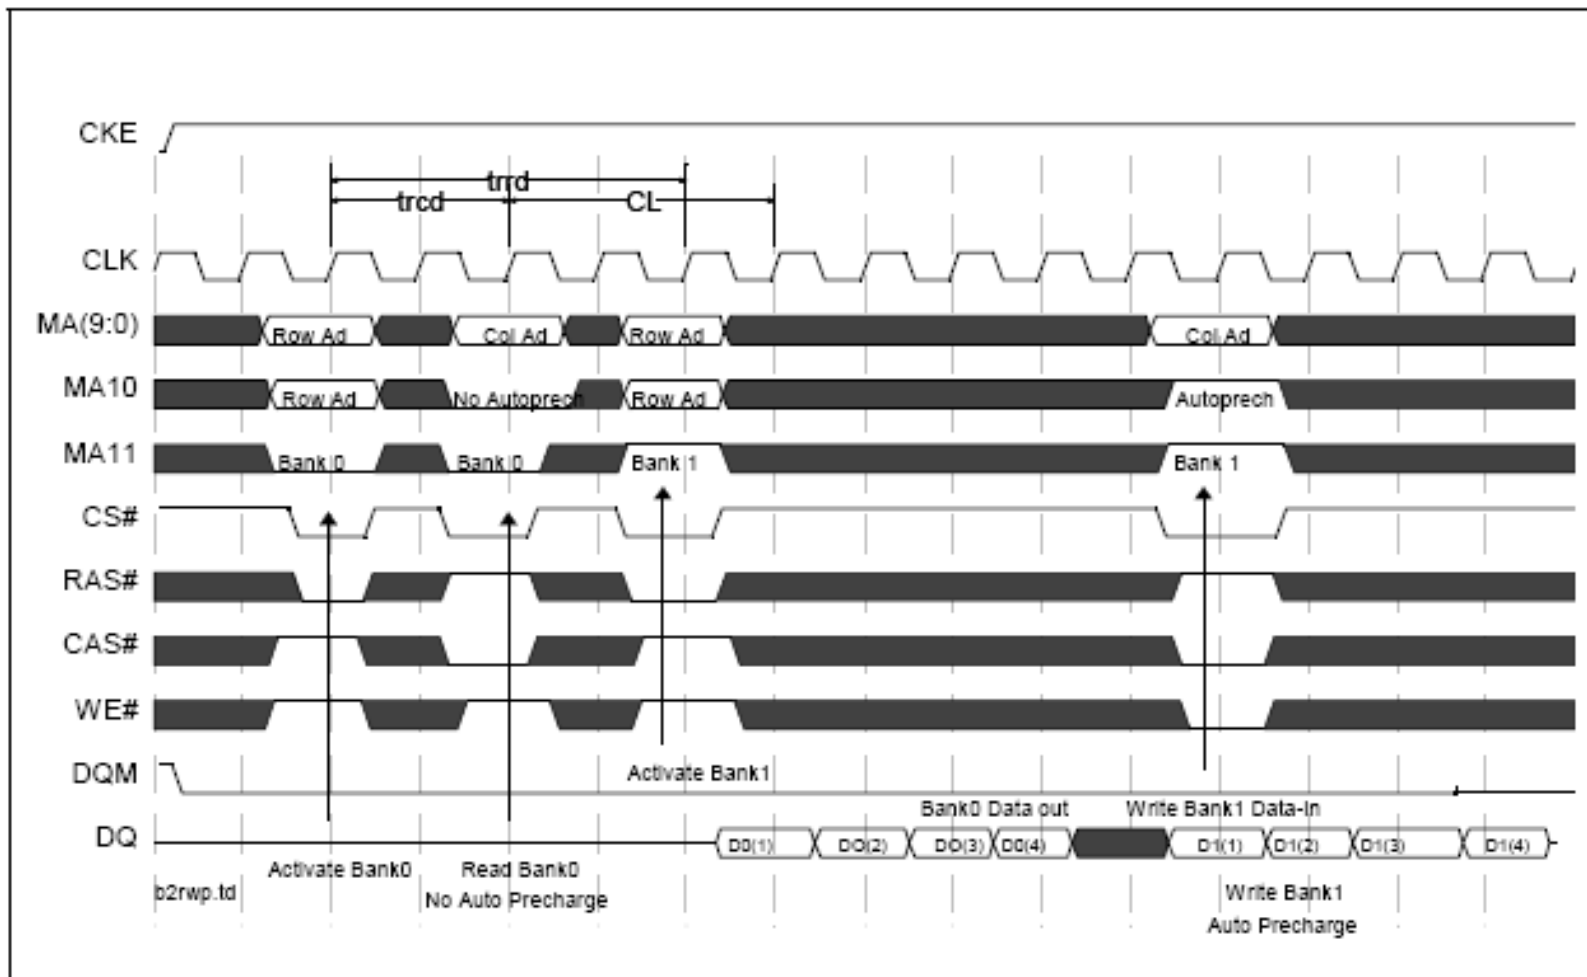 CKE
trrd
trcd
CL
CLK
MA(9:0)
Row Ad
Col Ad
Row Ad
Col Ad
MA10
Row Ad
No Autoprech
Row Ad
Autoprech
MA11
Bank 0
Bank 0
Bank 1
Bank 1
CS#
RAS#
CAS#
WE#
DQM
Activate Bank1
Bank0 Data out
Write Bank1 Data-In
DQ
D0(1)
DO(2)
DO(3)
D0(4)
D1(1)
D1(2)
D1(3)
D1(4)
Activate Bank0
Read Bank0
No Auto Precharge
b2rwp.td
Write Bank1
Auto Precharge